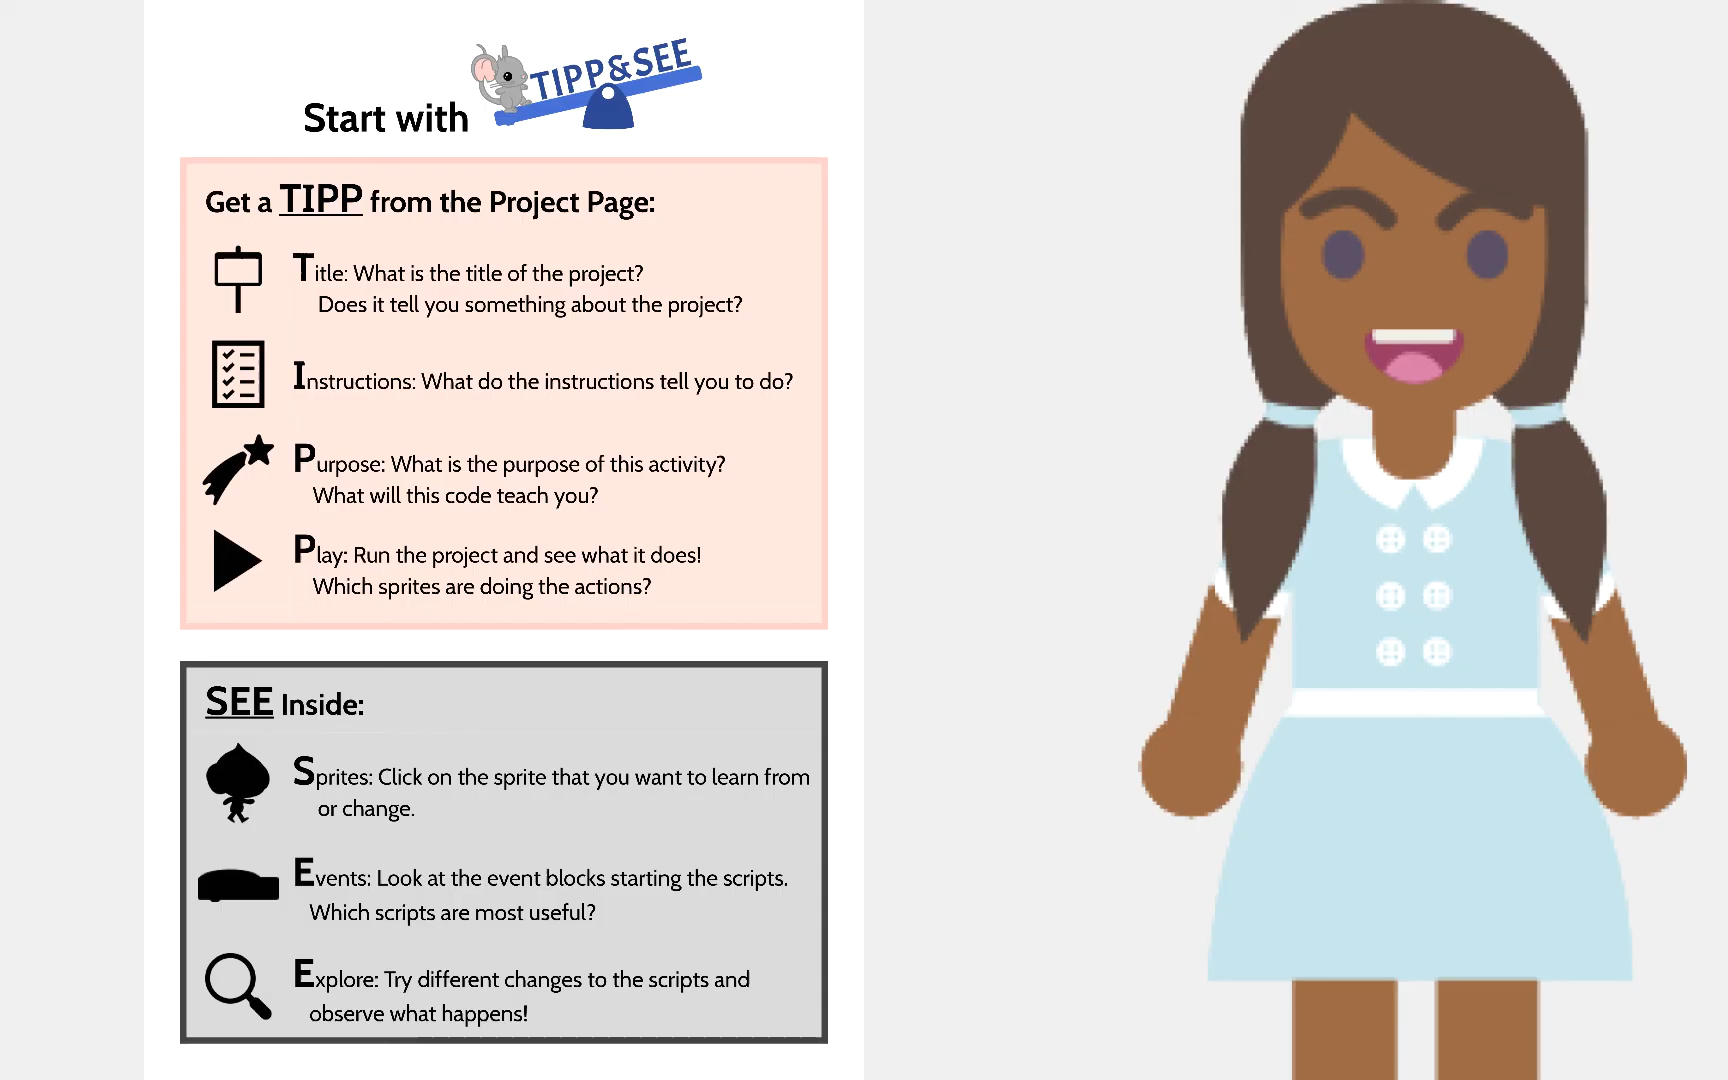 TIPP&SEE
Start with
Get a TIPP from the Project Page:
Title: What is the title of the project?
Does it tell you something about the project?
Instructions: What do the instructions tell you to do?
Purpose: What is the purpose of this activity?
What will this code teach you?
Play: Run the project and see what it does!
Which sprites are doing the actions?
SEE Inside:
Sprites: Click on the sprite that you want to learn from
or change.
Events: Look at the event blocks starting the scripts.
Which scripts are most useful?
Explore: Try different changes to the scripts and
observe what happens!